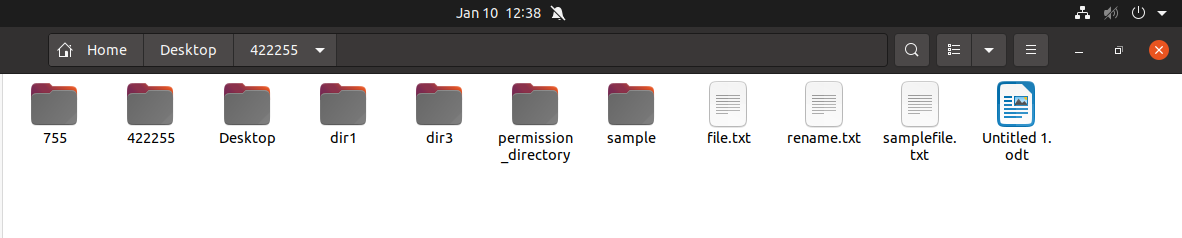 Jan 10 12:38
Home Desktop 422255
755 422255 Desktop dir1 dir3 permission sample file.txt rename.txt samplefile. Untitled 1.
_directory txt odt